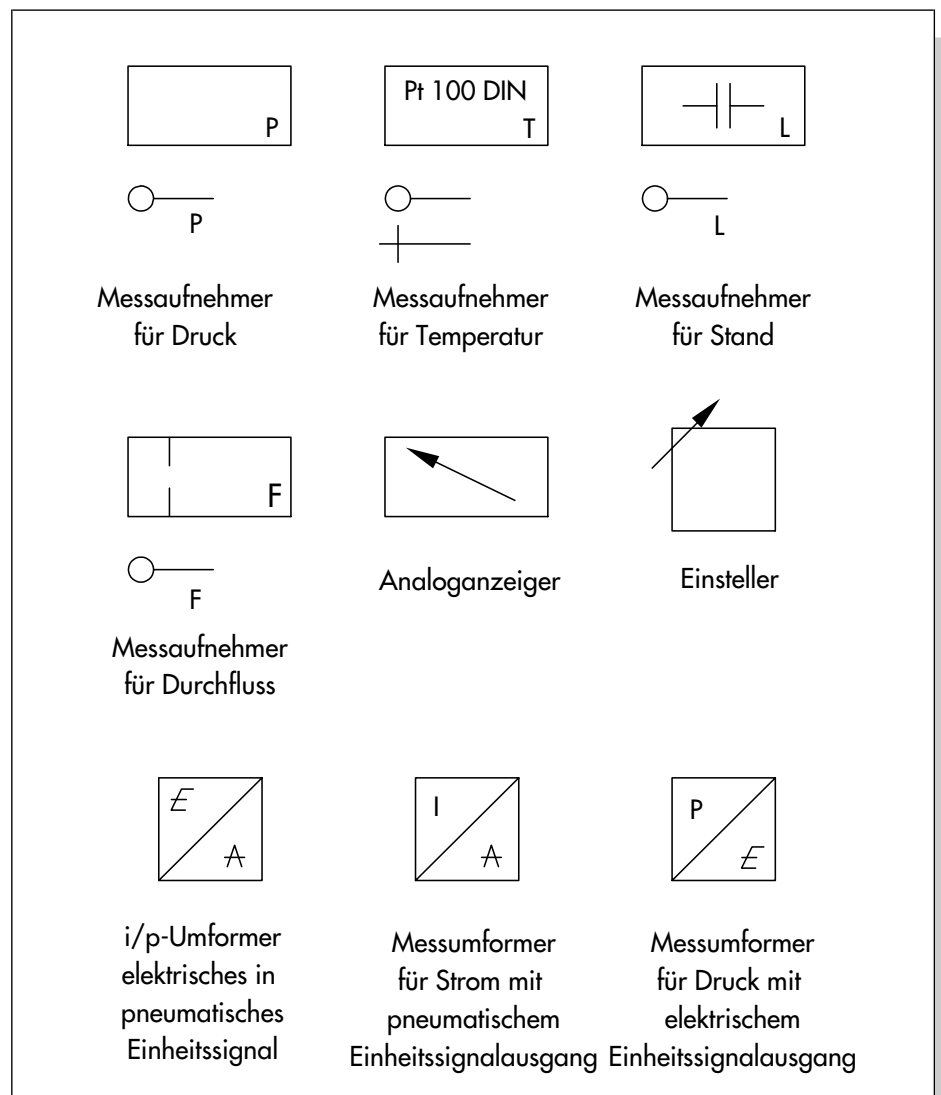 P
Pt 100 DIN
T
L
P
L
Messaufnehmer
für Druck
Messaufnehmer
für Temperatur
Messaufnehmer
für Stand
F
F
Messaufnehmer
für Durchfluss
Analoganzeiger
Einsteller
E
A
i/p-Umformer
elektrisches in
pneumatisches
Einheitssignal
I
A
Messumformer
für Strom mit
pneumatischem
Einheitssignalausgang
P
E
Messumformer
für Druck mit
elektrischem
Einheitssignalausgang